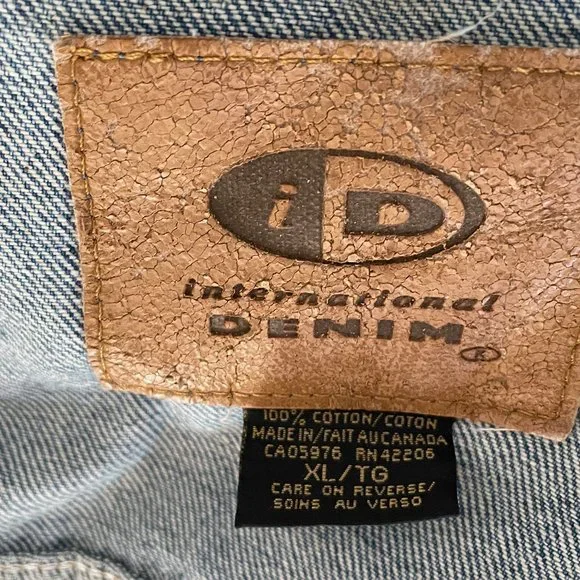 iD
international
DENIM
®
100% COTTON/COTON
MADE IN/FAIT AU CANADA
CA05976 RN42206
XL/TG
CARE ON REVERSE/
SOINS AU VERSO